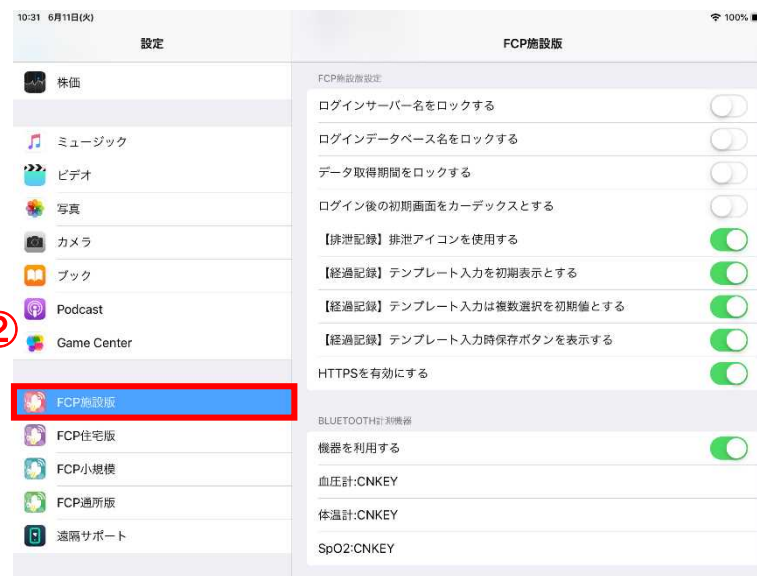 10:31 6月11日(火)
100%
設定
株価
ミュージック
ビデオ
写真
カメラ
ブック
Podcast
Game Center
②
FCP施設版
FCP住宅版
FCP小規模
FCP通所版
遠隔サポート
FCP施設版
FCP施設版設定
ログインサーバー名をロックする
ログインデータベース名をロックする
データ取得期間をロックする
ログイン後の初期画面をカーデックスとする
【排泄記録】排泄アイコンを使用する
【経過記録】テンプレート入力を初期表示とする
【経過記録】テンプレート入力は複数選択を初期値とする
【経過記録】テンプレート入力時保存ボタンを表示する
HTTPSを有効にする
BLUETOOTH計測機器
機器を利用する
血圧計:CNKEY
体温計:CNKEY
SpO2:CNKEY